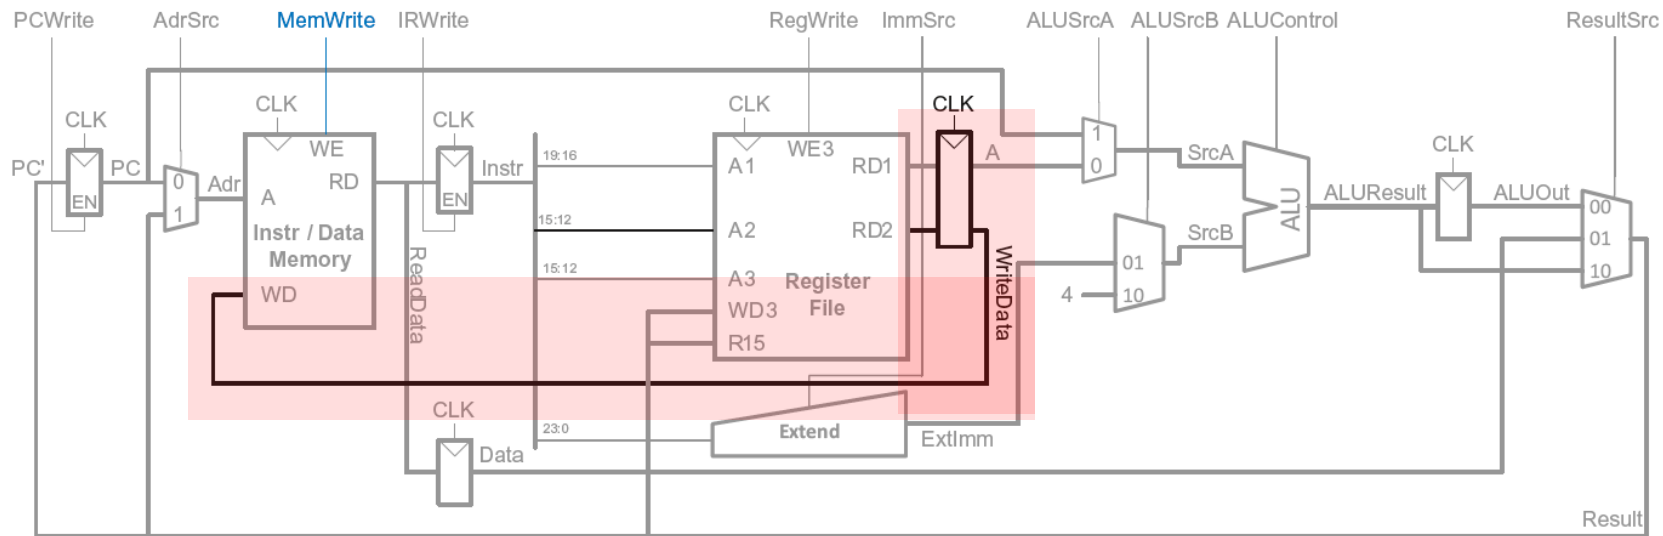 PCWrite AdrSrc MemWrite IRWrite RegWrite ImmSrc ALUSrcA ALUSrcB ALUControl ResultSrc
CLK CLK CLK CLK CLK CLK CLK
PC' EN PC
0
1
Adr
WE
A RD
Instr / Data
Memory
WD
EN Instr
ReadData
19:16
15:12
15:12
23:0
A1 WE3 RD1
A2 RD2
A3
WD3
R15
Register
File
A
WriteData
1
0
SrcA
01
4 10
SrcB
ALU
ALUResult
ALUOut
00
01
10
CLK
Data
Extend
ExtImm
Result